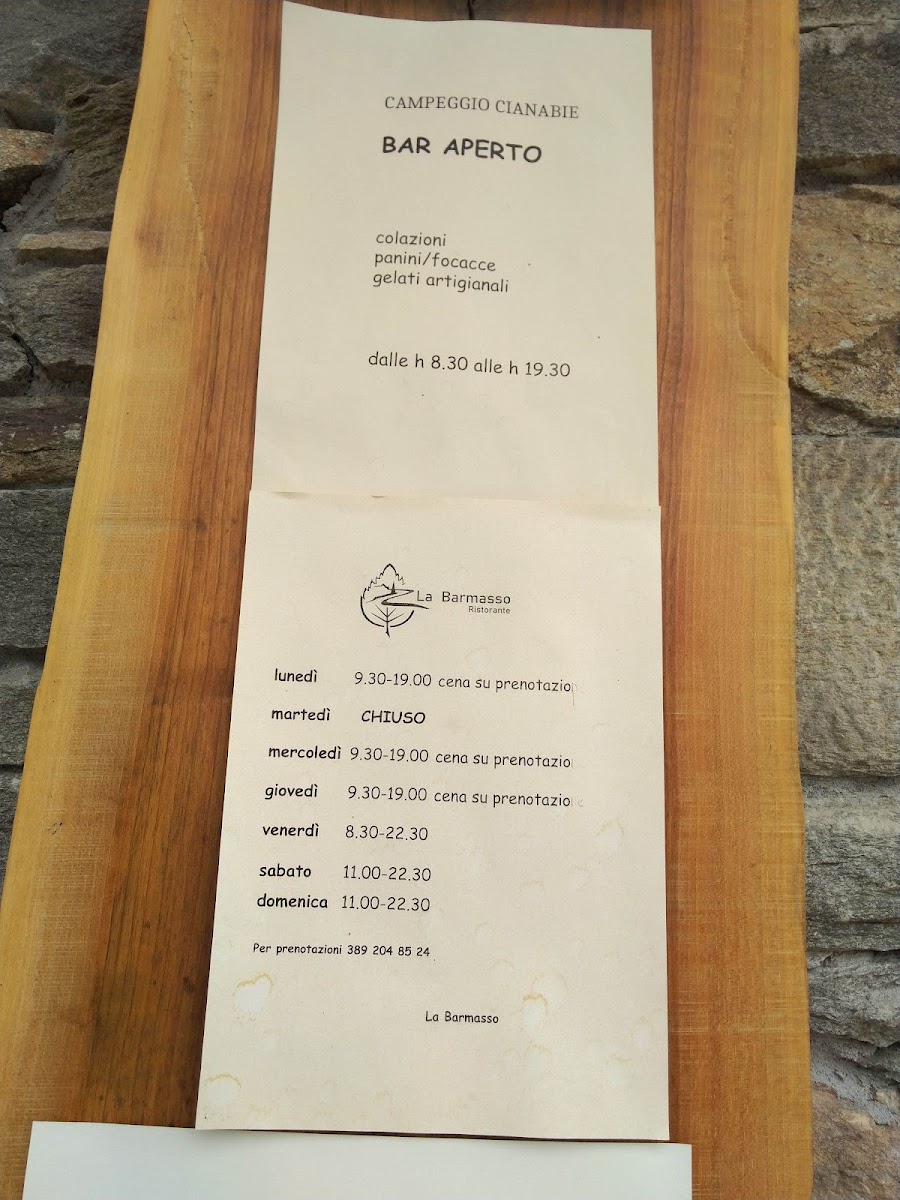 CAMPEGGIO CIANABIE
BAR APERTO
colazioni
panini/focacce
gelati artigianali
dalle h 8.30 alle h 19.30
La Barmasso
Ristorante
lunedì 9.30-19.00 cena su prenotazion
martedì CHIUSO
mercoledì 9.30-19.00 cena su prenotazio
giovedì 9.30-19.00 cena su prenotazione
venerdì 8.30-22.30
sabato 11.00-22.30
domenica 11.00-22.30
Per prenotazioni 389 204 85 24
La Barmasso